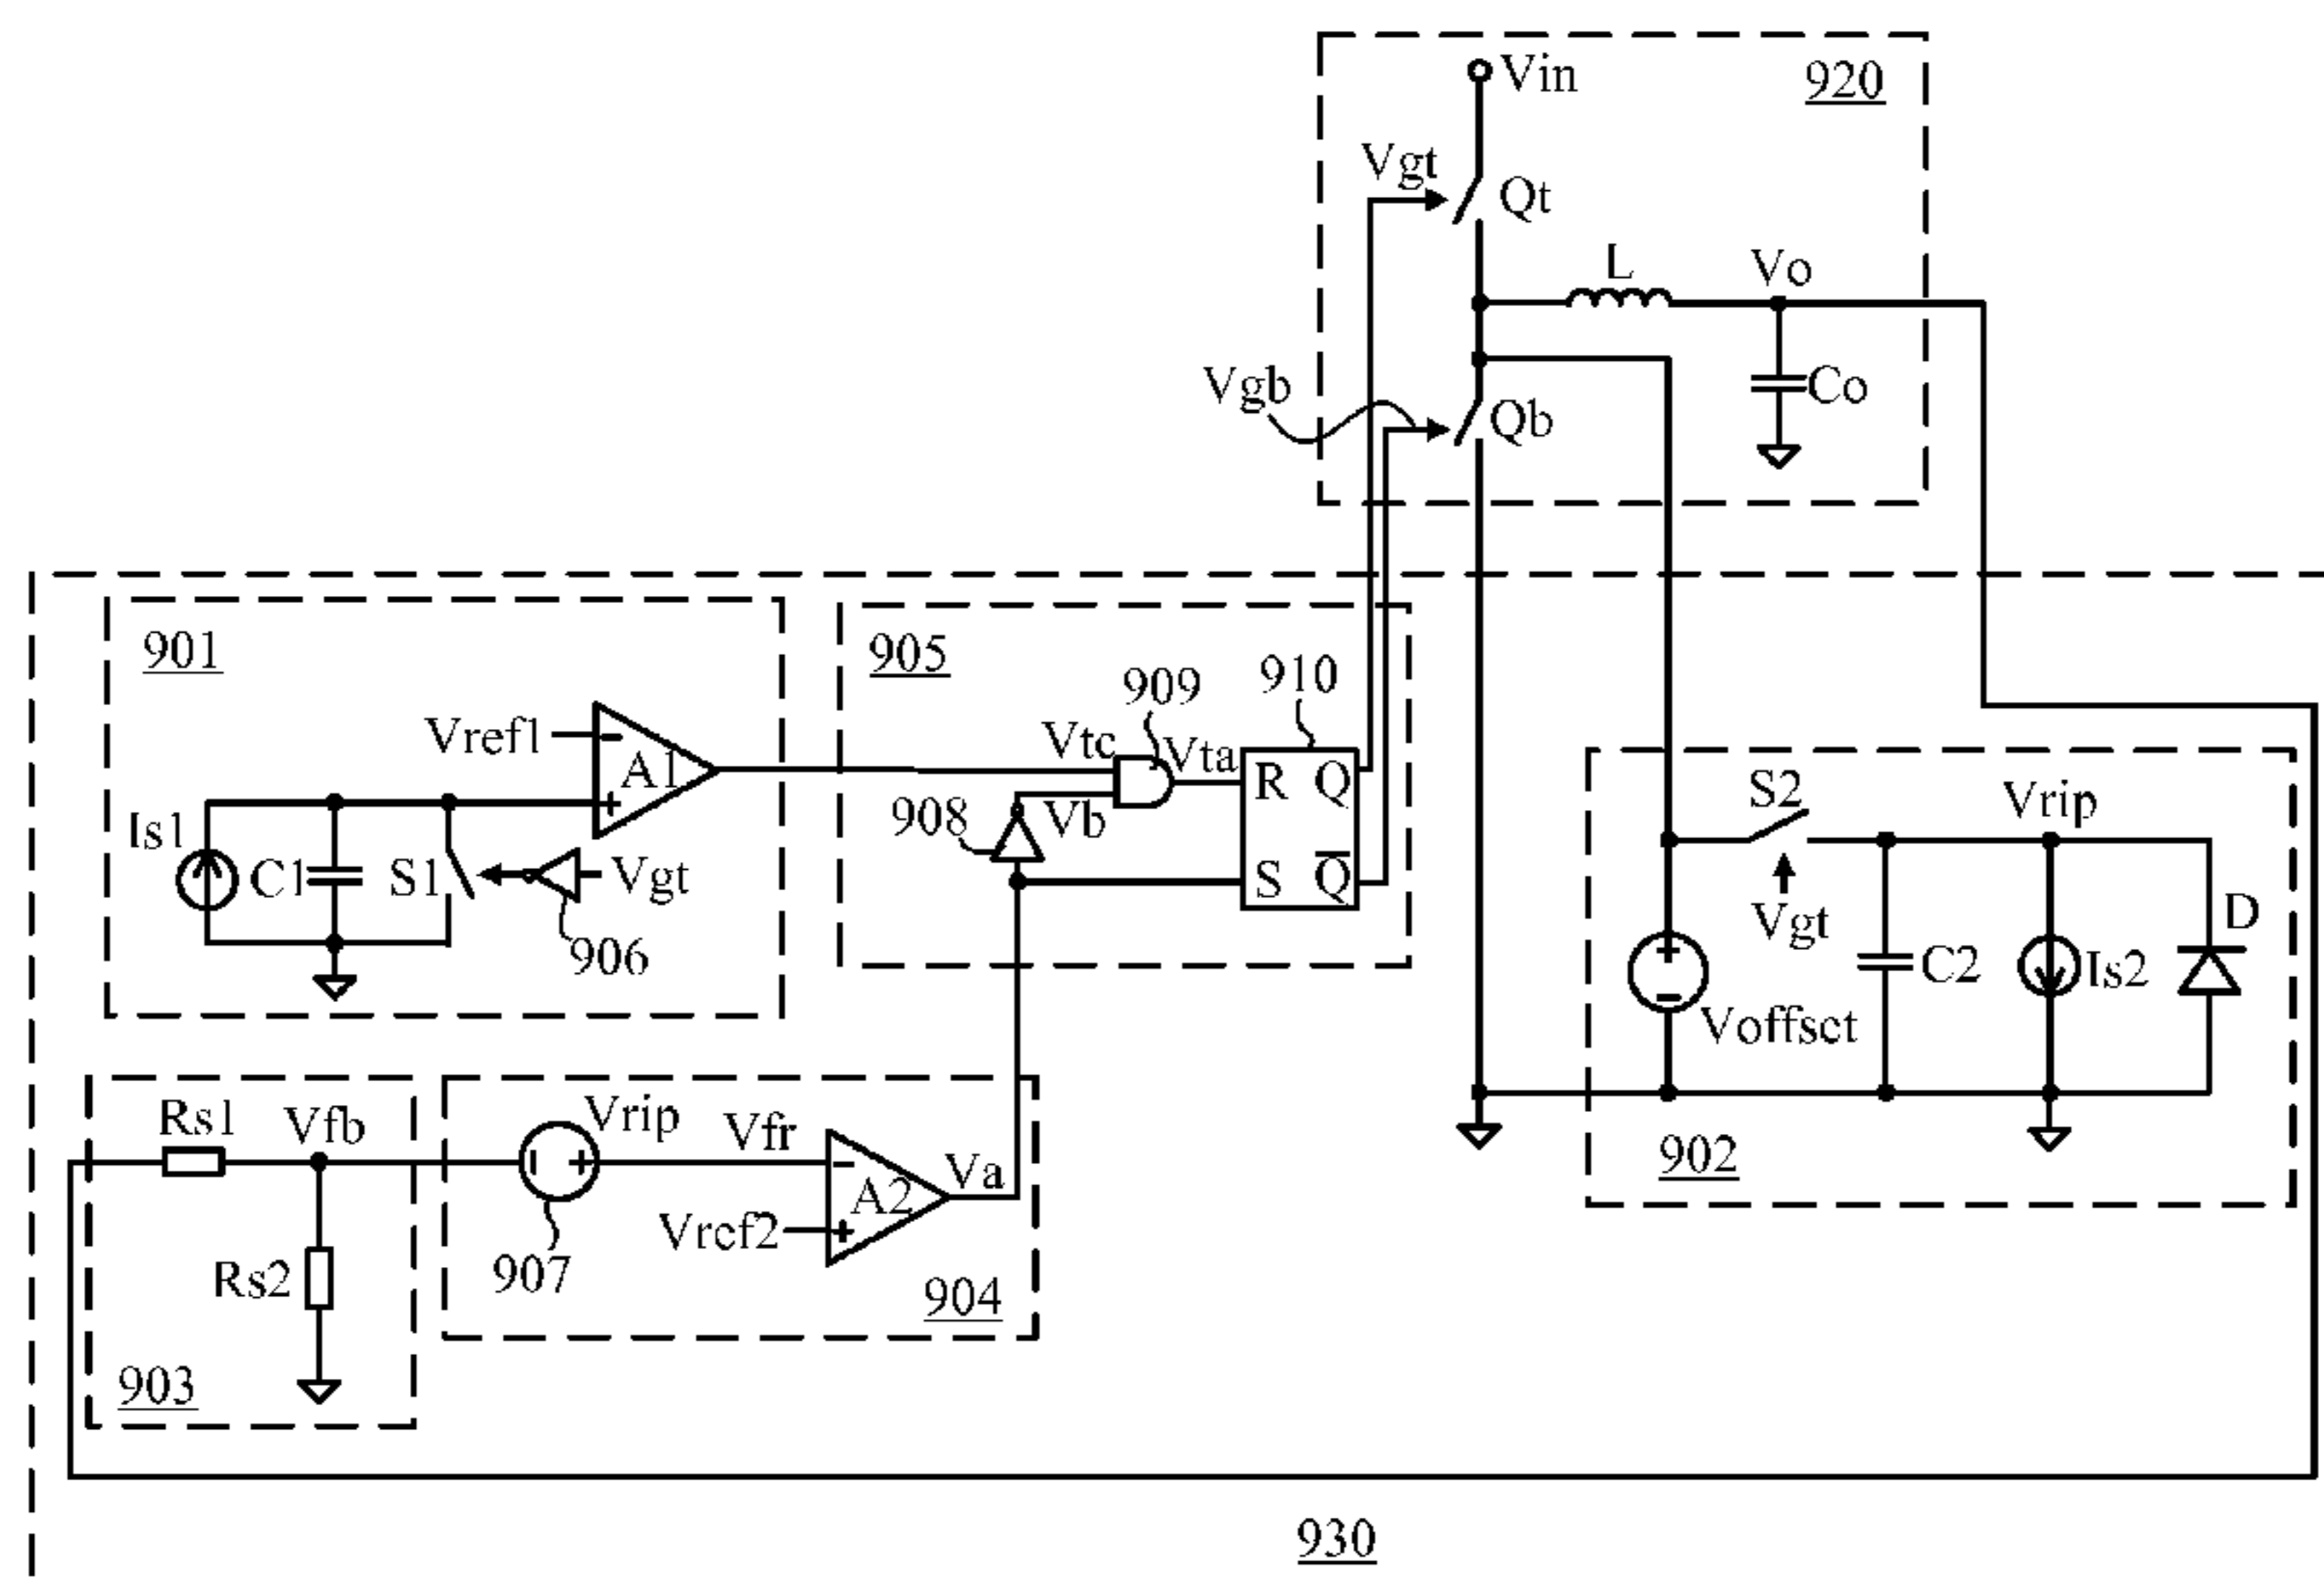 Vin
920
Vgt
Qt
L
Vo
Vgb
Qb
Co
901
905
910
909
Vref1
A1
Vtc
Vta
R
Q
Is1
C1
S1
Vgt
906
908
Vb
S
Q
S2
Vrip
Vgt
C2
Is2
D
Voffset
902
Rs1
Vfb
Vrip
Vfr
Va
A2
Vref2
907
904
Rs2
903
930